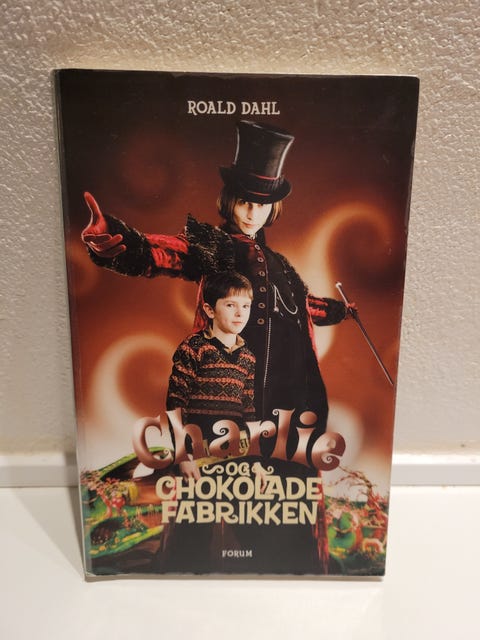 ROALD DAHL
Charlie
OG
CHOKOLADE
FABRIKKEN
FORUM